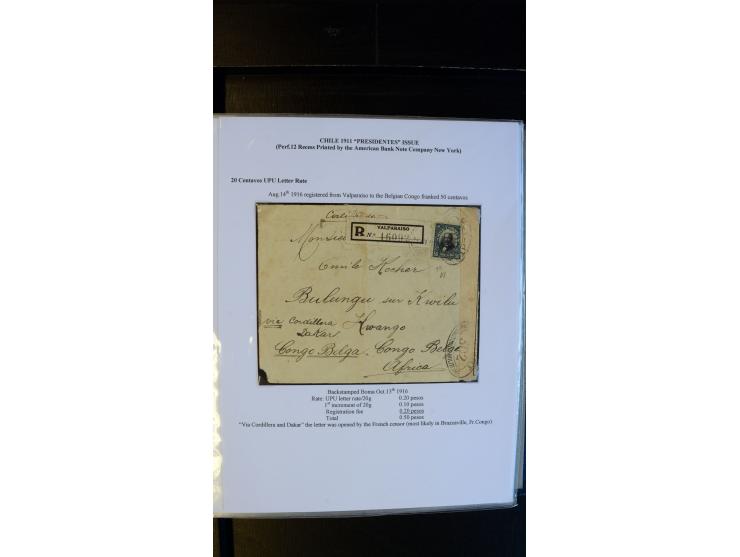 CHILE 1911 "PRESIDENTES" ISSUE
(Perf.12 Recess Printed by the American Bank Note Company New York)
20 Centavos UPU Letter Rate
Aug.14th 1916 registered from Valparaiso to the Belgian Congo franked 50 centavos
VALPARAISO
R No 16092
Monsieur
Emile Kocher
Bulungu sur Kwilu
via Cordillera Kwango
Dakar
Congo Belga. Congo Belge
Africa
Backstamped Boma Oct.13th 1916
Rate: UPU letter rate/20g 0.20 pesos
1st increment of 20g 0.10 pesos
Registration fee 0.20 pesos
Total 0.50 pesos
"Via Cordillera and Dakar" the letter was opened by the French censor (most likely in Brazzaville, Fr.Congo)